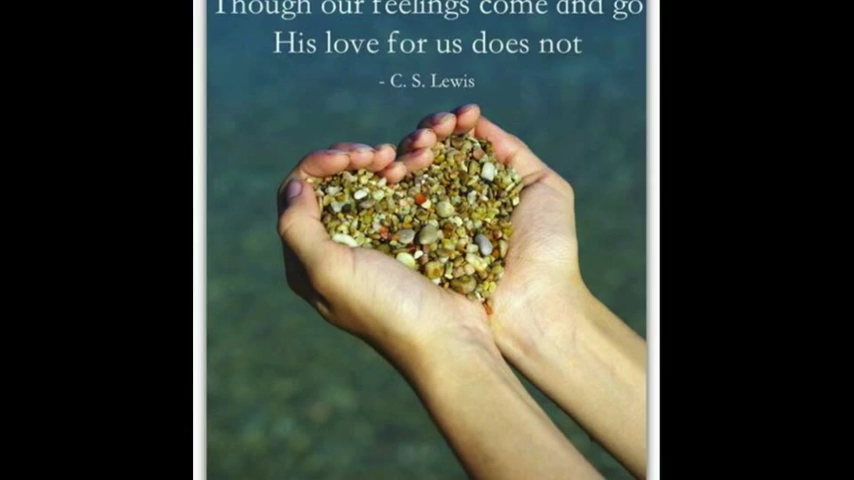 Though our feelings come and go
His love for us does not
- C. S. Lewis